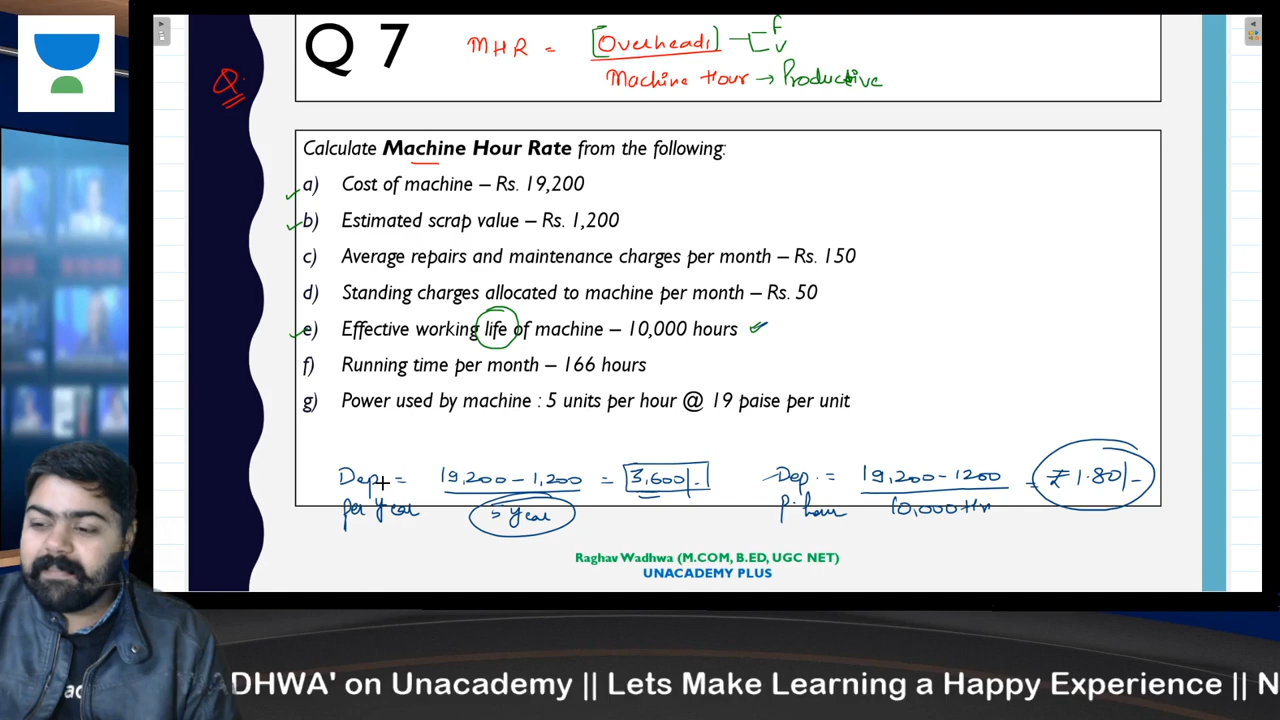 Q 7
MHR = [Overheads] f
v
Machine Hour → Productive
Q.
Calculate Machine Hour Rate from the following:
a) Cost of machine – Rs. 19,200
b) Estimated scrap value – Rs. 1,200
c) Average repairs and maintenance charges per month – Rs. 150
d) Standing charges allocated to machine per month – Rs. 50
e) Effective working life of machine – 10,000 hours
f) Running time per month – 166 hours
g) Power used by machine : 5 units per hour @ 19 paise per unit
Dep = 19,200 - 1,200 = 3,600/-
per year 5 year
Dep. = 19,200 - 1200 = ₹ 1.80/-
p. hour 10,000 Hr
Raghav Wadhwa (M.COM, B.ED, UGC NET)
UNACADEMY PLUS
ADHWA' on Unacademy || Lets Make Learning a Happy Experience || N